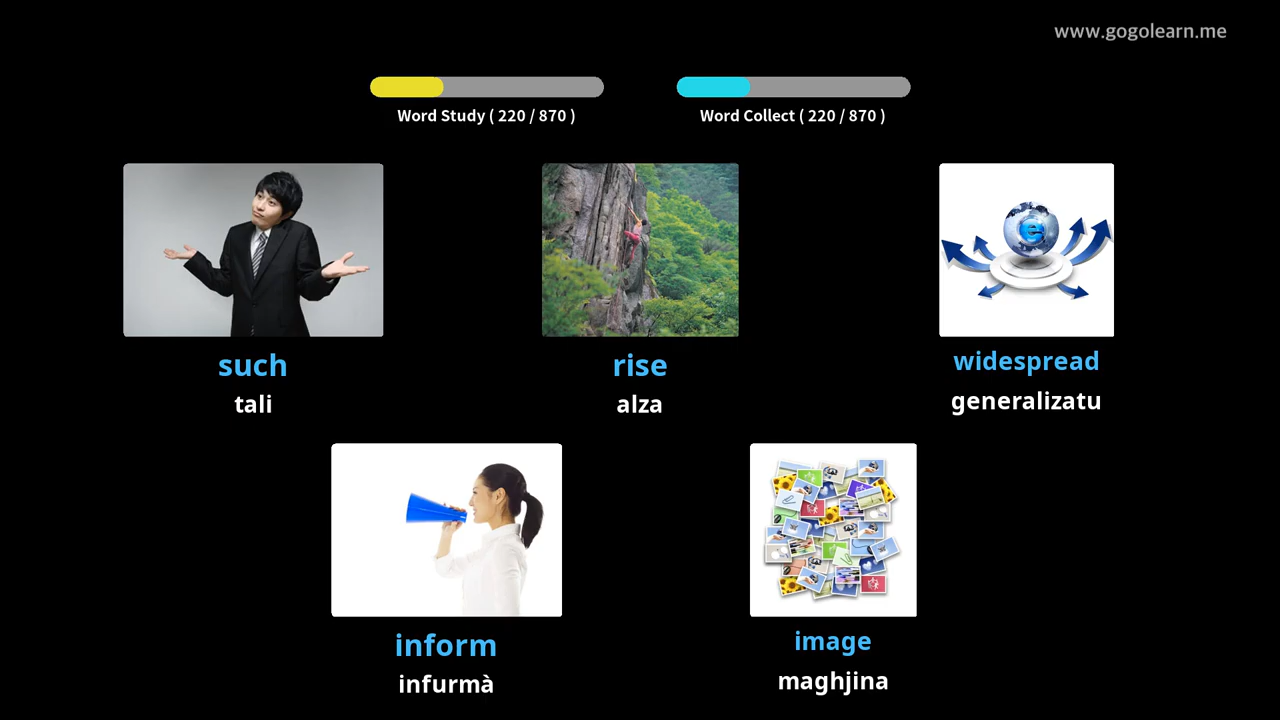 www.gogolearn.me
Word Study ( 220 / 870 )
Word Collect ( 220 / 870 )
such
tali
rise
alza
widespread
generalizatu
inform
infurmà
image
maghjina